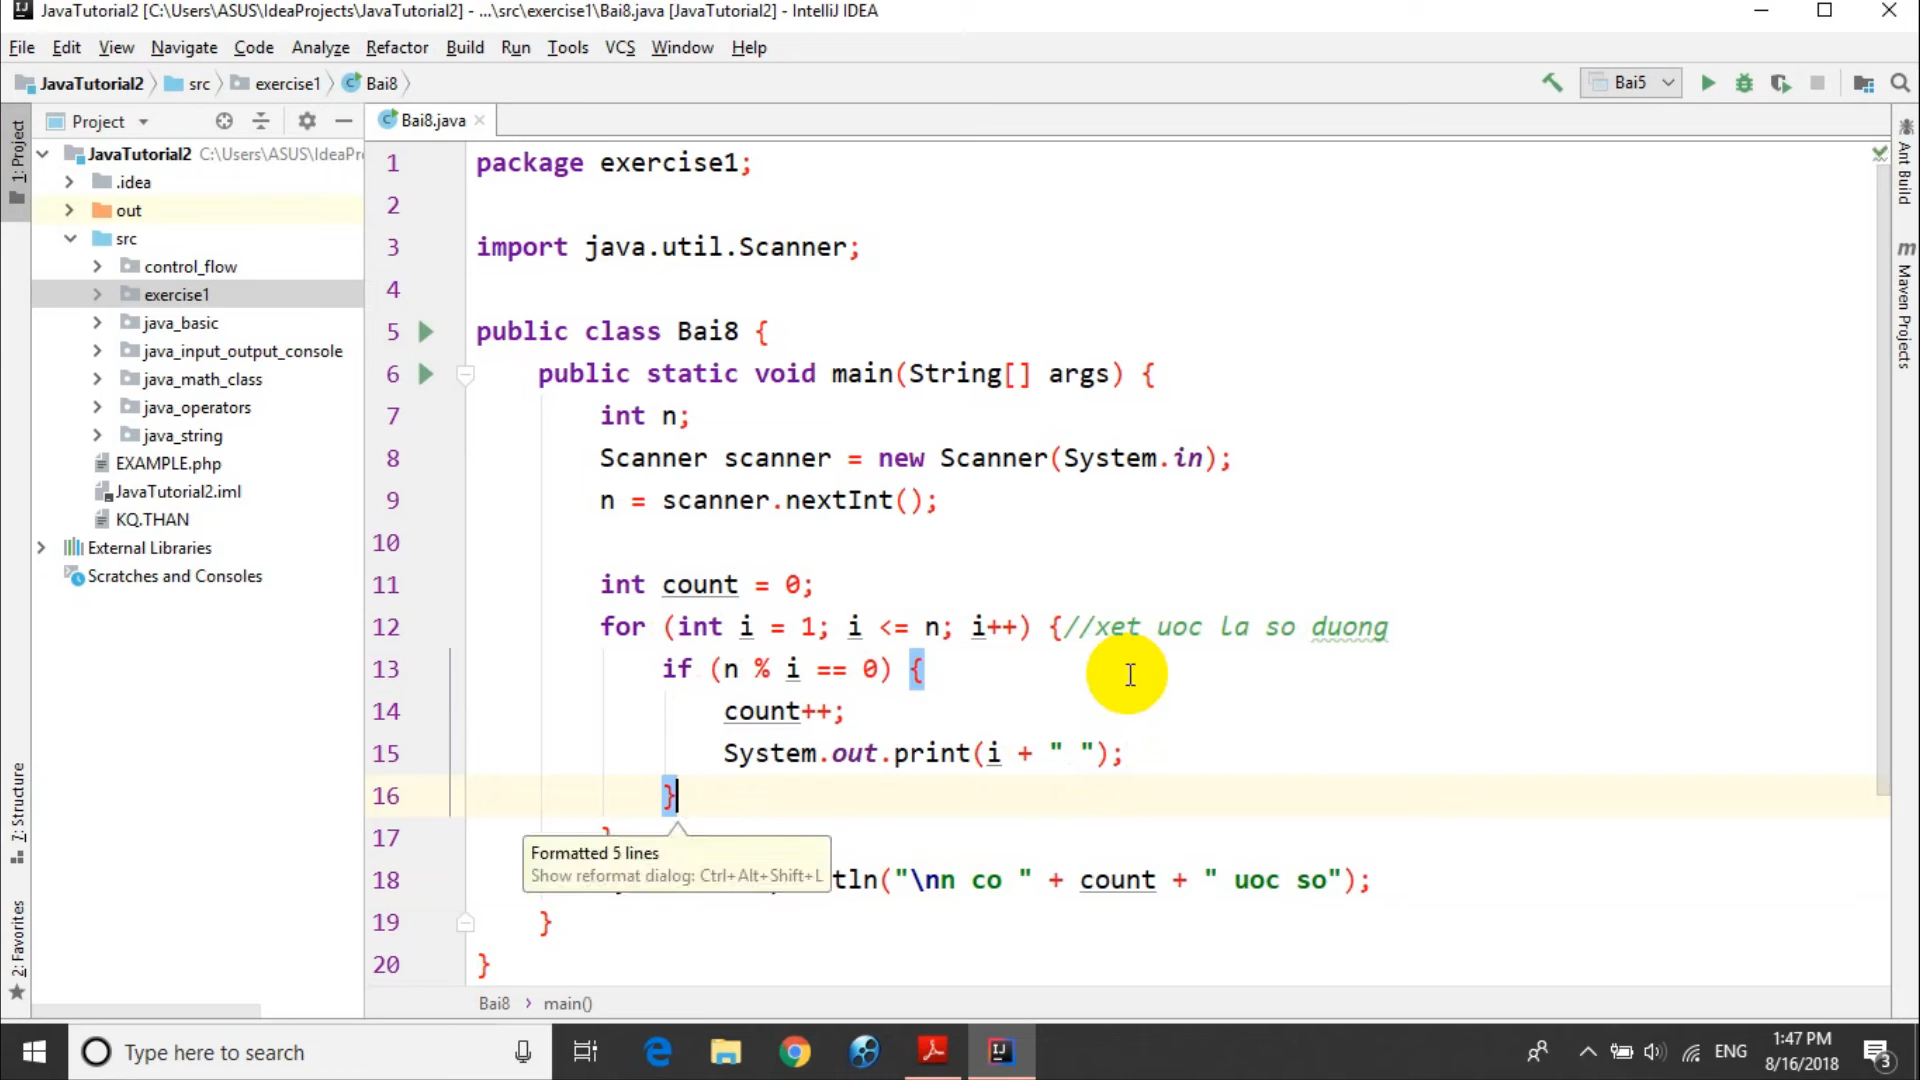 JavaTutorial2 [C:\Users\ASUS\IdeaProjects\JavaTutorial2] - ...\src\exercise1\Bai8.java [JavaTutorial2] - IntelliJ IDEA
File Edit View Navigate Code Analyze Refactor Build Run Tools VCS Window Help
JavaTutorial2 src exercise1 Bai8
Bai5
Project
Bai8.java
1: Project
JavaTutorial2 C:\Users\ASUS\IdeaPr
.idea
out
src
control_flow
exercise1
java_basic
java_input_output_console
java_math_class
java_operators
java_string
EXAMPLE.php
JavaTutorial2.iml
KQ.THAN
External Libraries
Scratches and Consoles
7: Structure
2: Favorites
1 package exercise1;
2
3 import java.util.Scanner;
4
5 public class Bai8 {
6 public static void main(String[] args) {
7 int n;
8 Scanner scanner = new Scanner(System.in);
9 n = scanner.nextInt();
10
11 int count = 0;
12 for (int i = 1; i <= n; i++) {//xet uoc la so duong
13 if (n % i == 0) {
14 count++;
15 System.out.print(i + " ");
16 }
17 }
Formatted 5 lines
Show reformat dialog: Ctrl+Alt+Shift+L
18 tln("\nn co " + count + " uoc so");
19 }
20 }
Bai8 main()
Ant Build
m Maven Projects
Type here to search
ENG
1:47 PM
8/16/2018
3